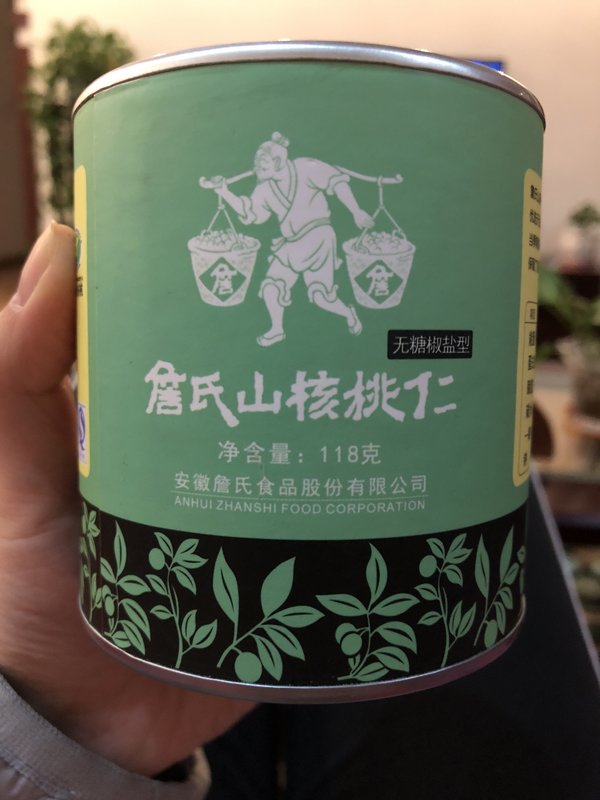 詹
詹
无糖椒盐型
詹氏山核桃仁
净含量：118克
安徽詹氏食品股份有限公司
ANHUI ZHANSHI FOOD CORPORATION